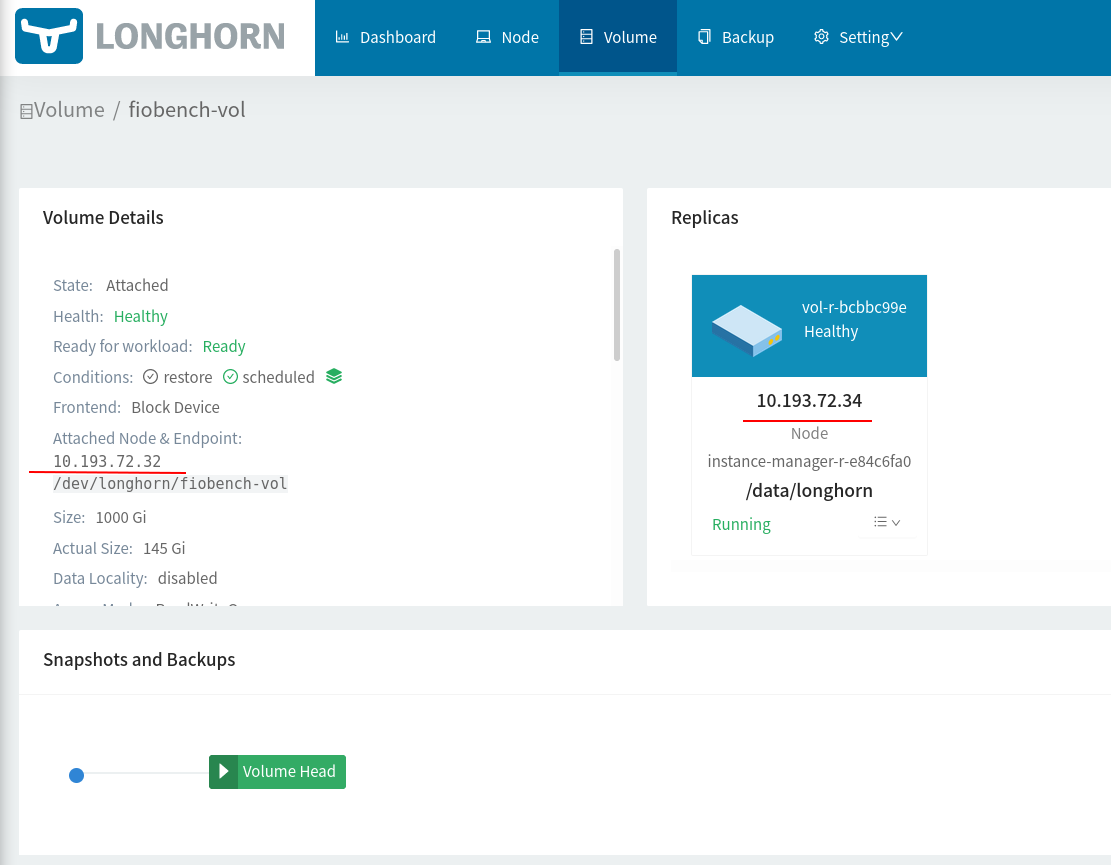 LONGHORN
Dashboard
Node
Volume
Backup
Setting
Volume / fiobench-vol
Volume Details
State: Attached
Health: Healthy
Ready for workload: Ready
Conditions: restore scheduled
Frontend: Block Device
Attached Node & Endpoint:
10.193.72.32
/dev/longhorn/fiobench-vol
Size: 1000 Gi
Actual Size: 145 Gi
Data Locality: disabled
Replicas
vol-r-bcbbc99e
Healthy
10.193.72.34
Node
instance-manager-r-e84c6fa0
/data/longhorn
Running
Snapshots and Backups
Volume Head